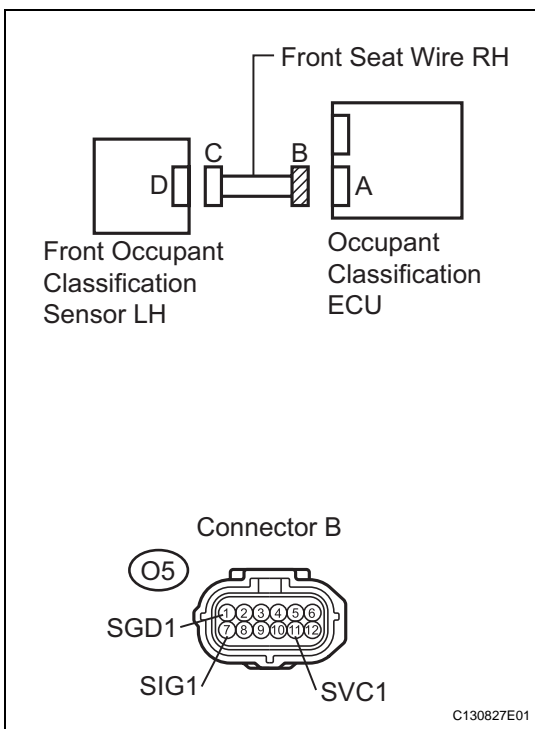 Front Seat Wire RH
C
B
D
A
Front Occupant
Classification
Sensor LH
Occupant
Classification
ECU
Connector B
O5
1 2 3 4 5 6
7 8 9 10 11 12
SGD1
SIG1
SVC1
C130827E01